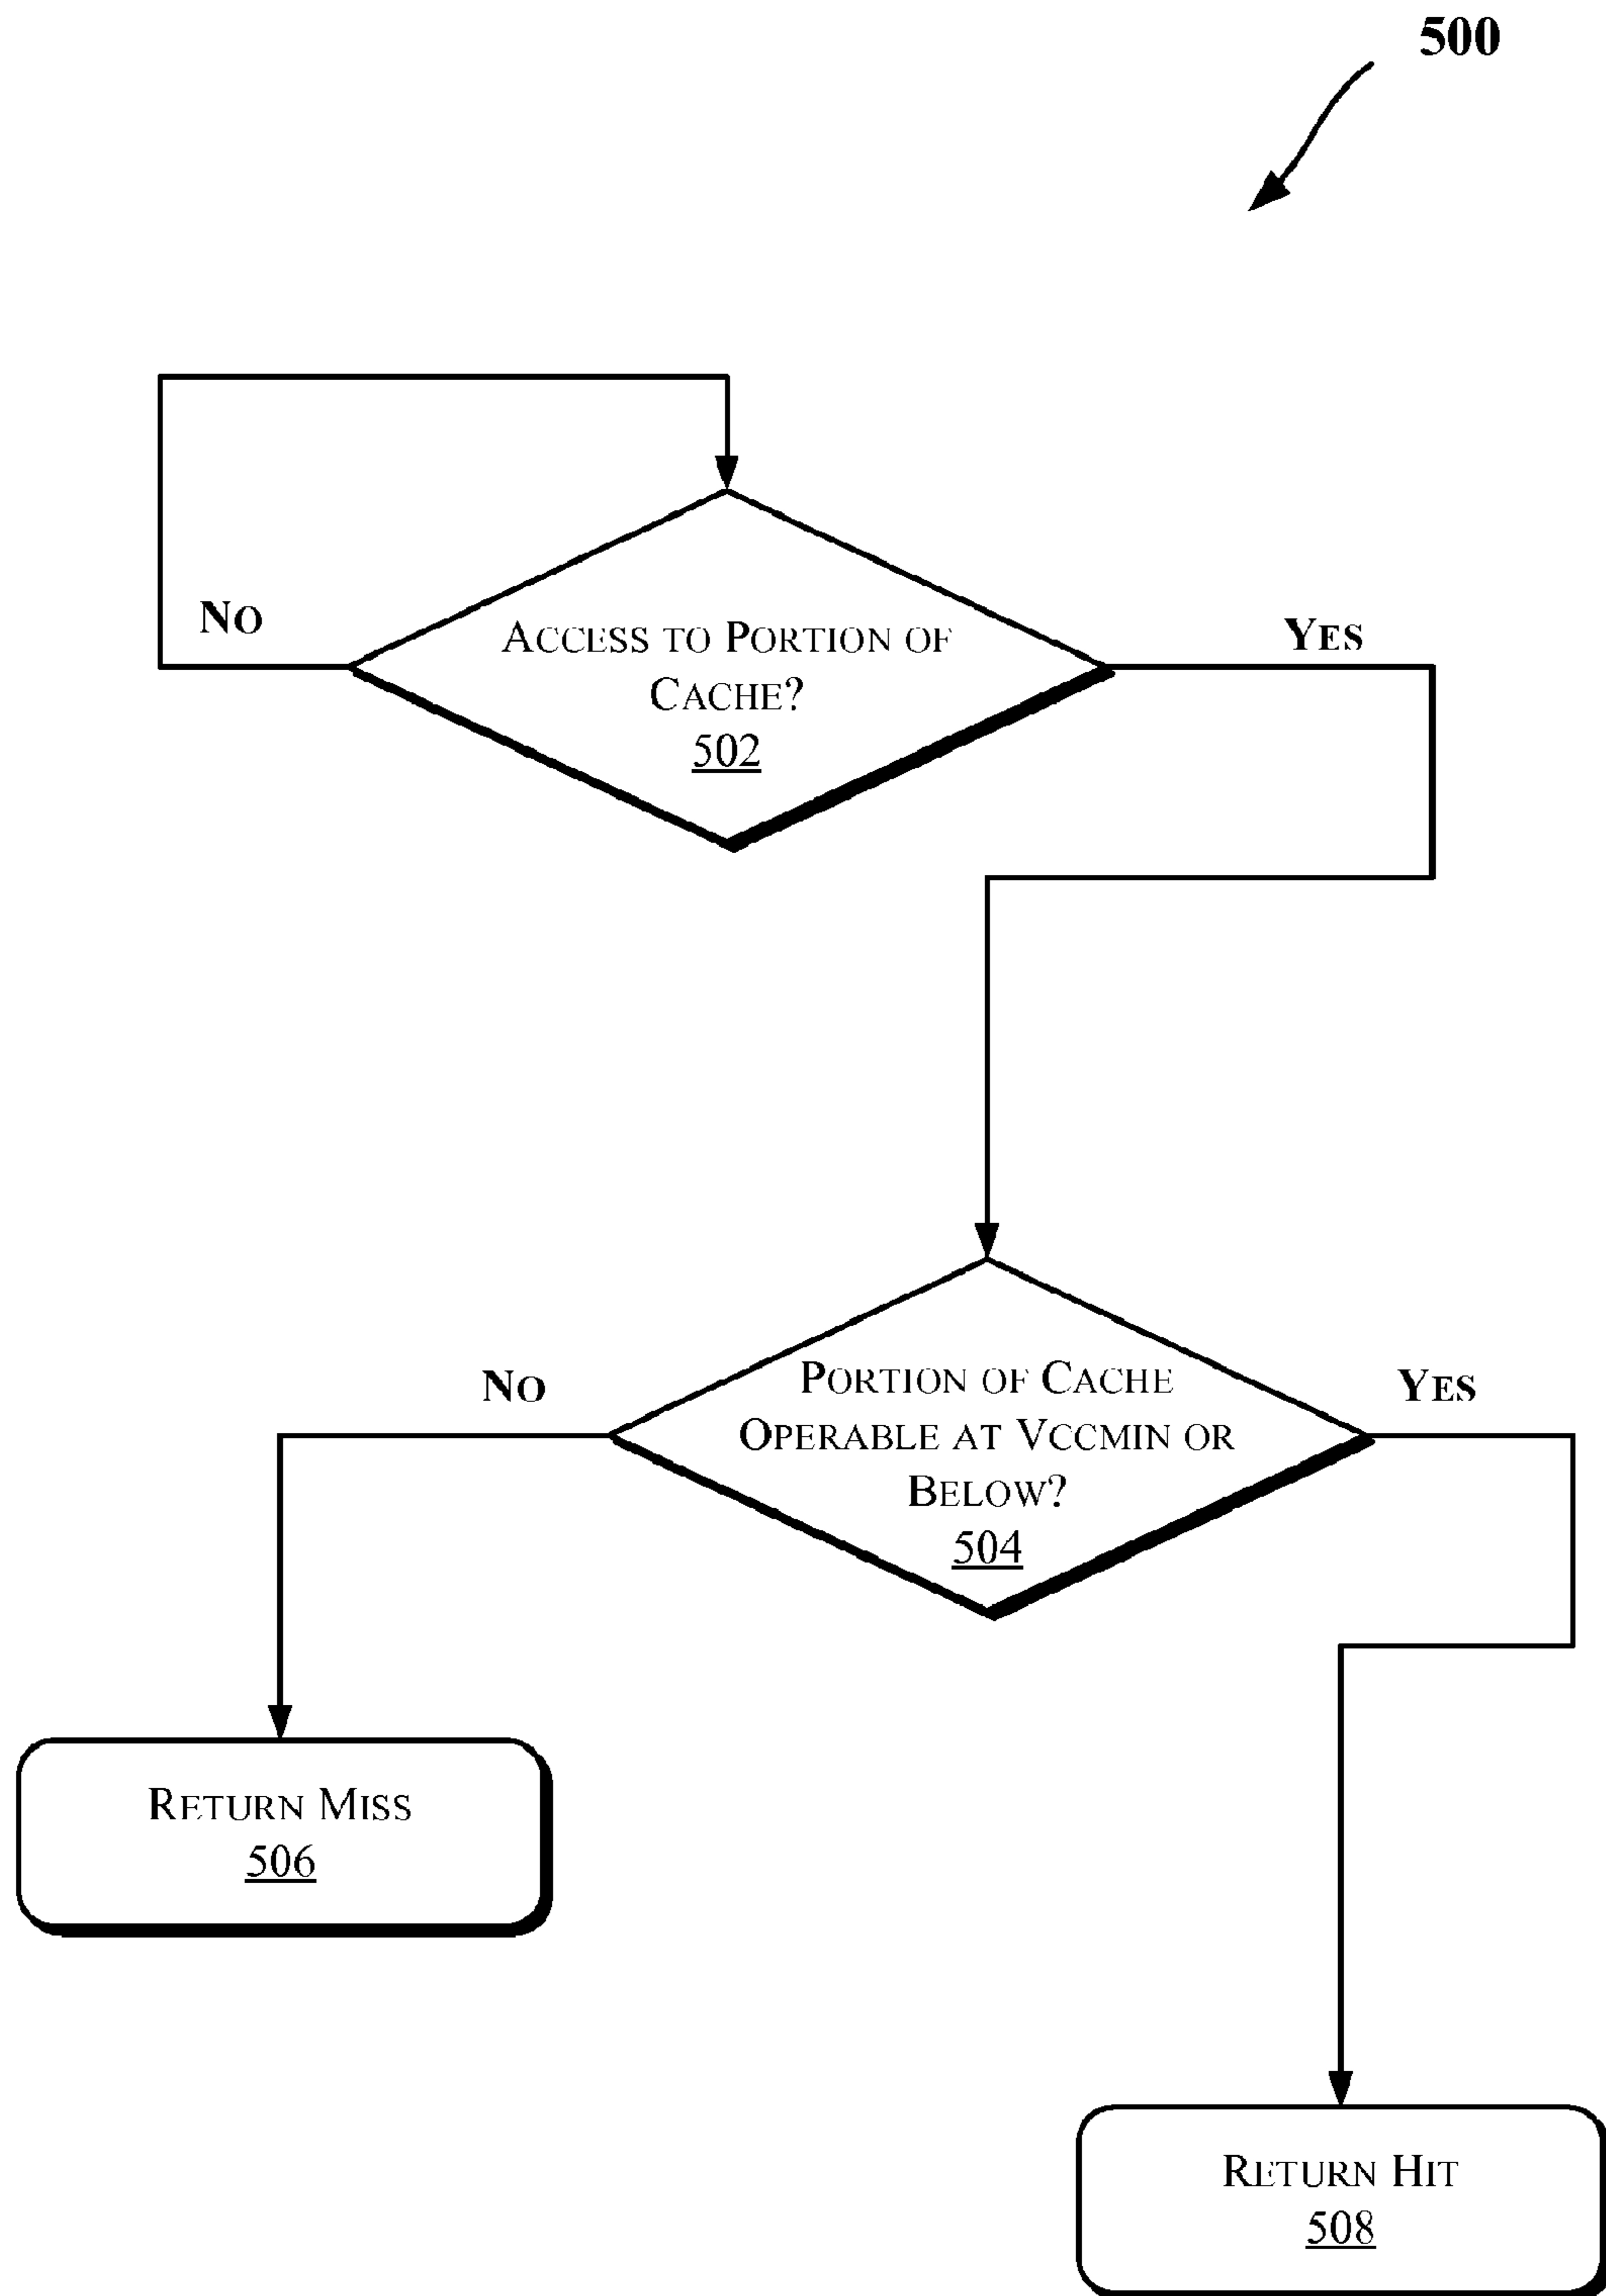 500
No
Yes
Access to Portion of
Cache?
502
No
Yes
Portion of Cache
Operable at Vccmin or
Below?
504
Return Miss
506
Return Hit
508